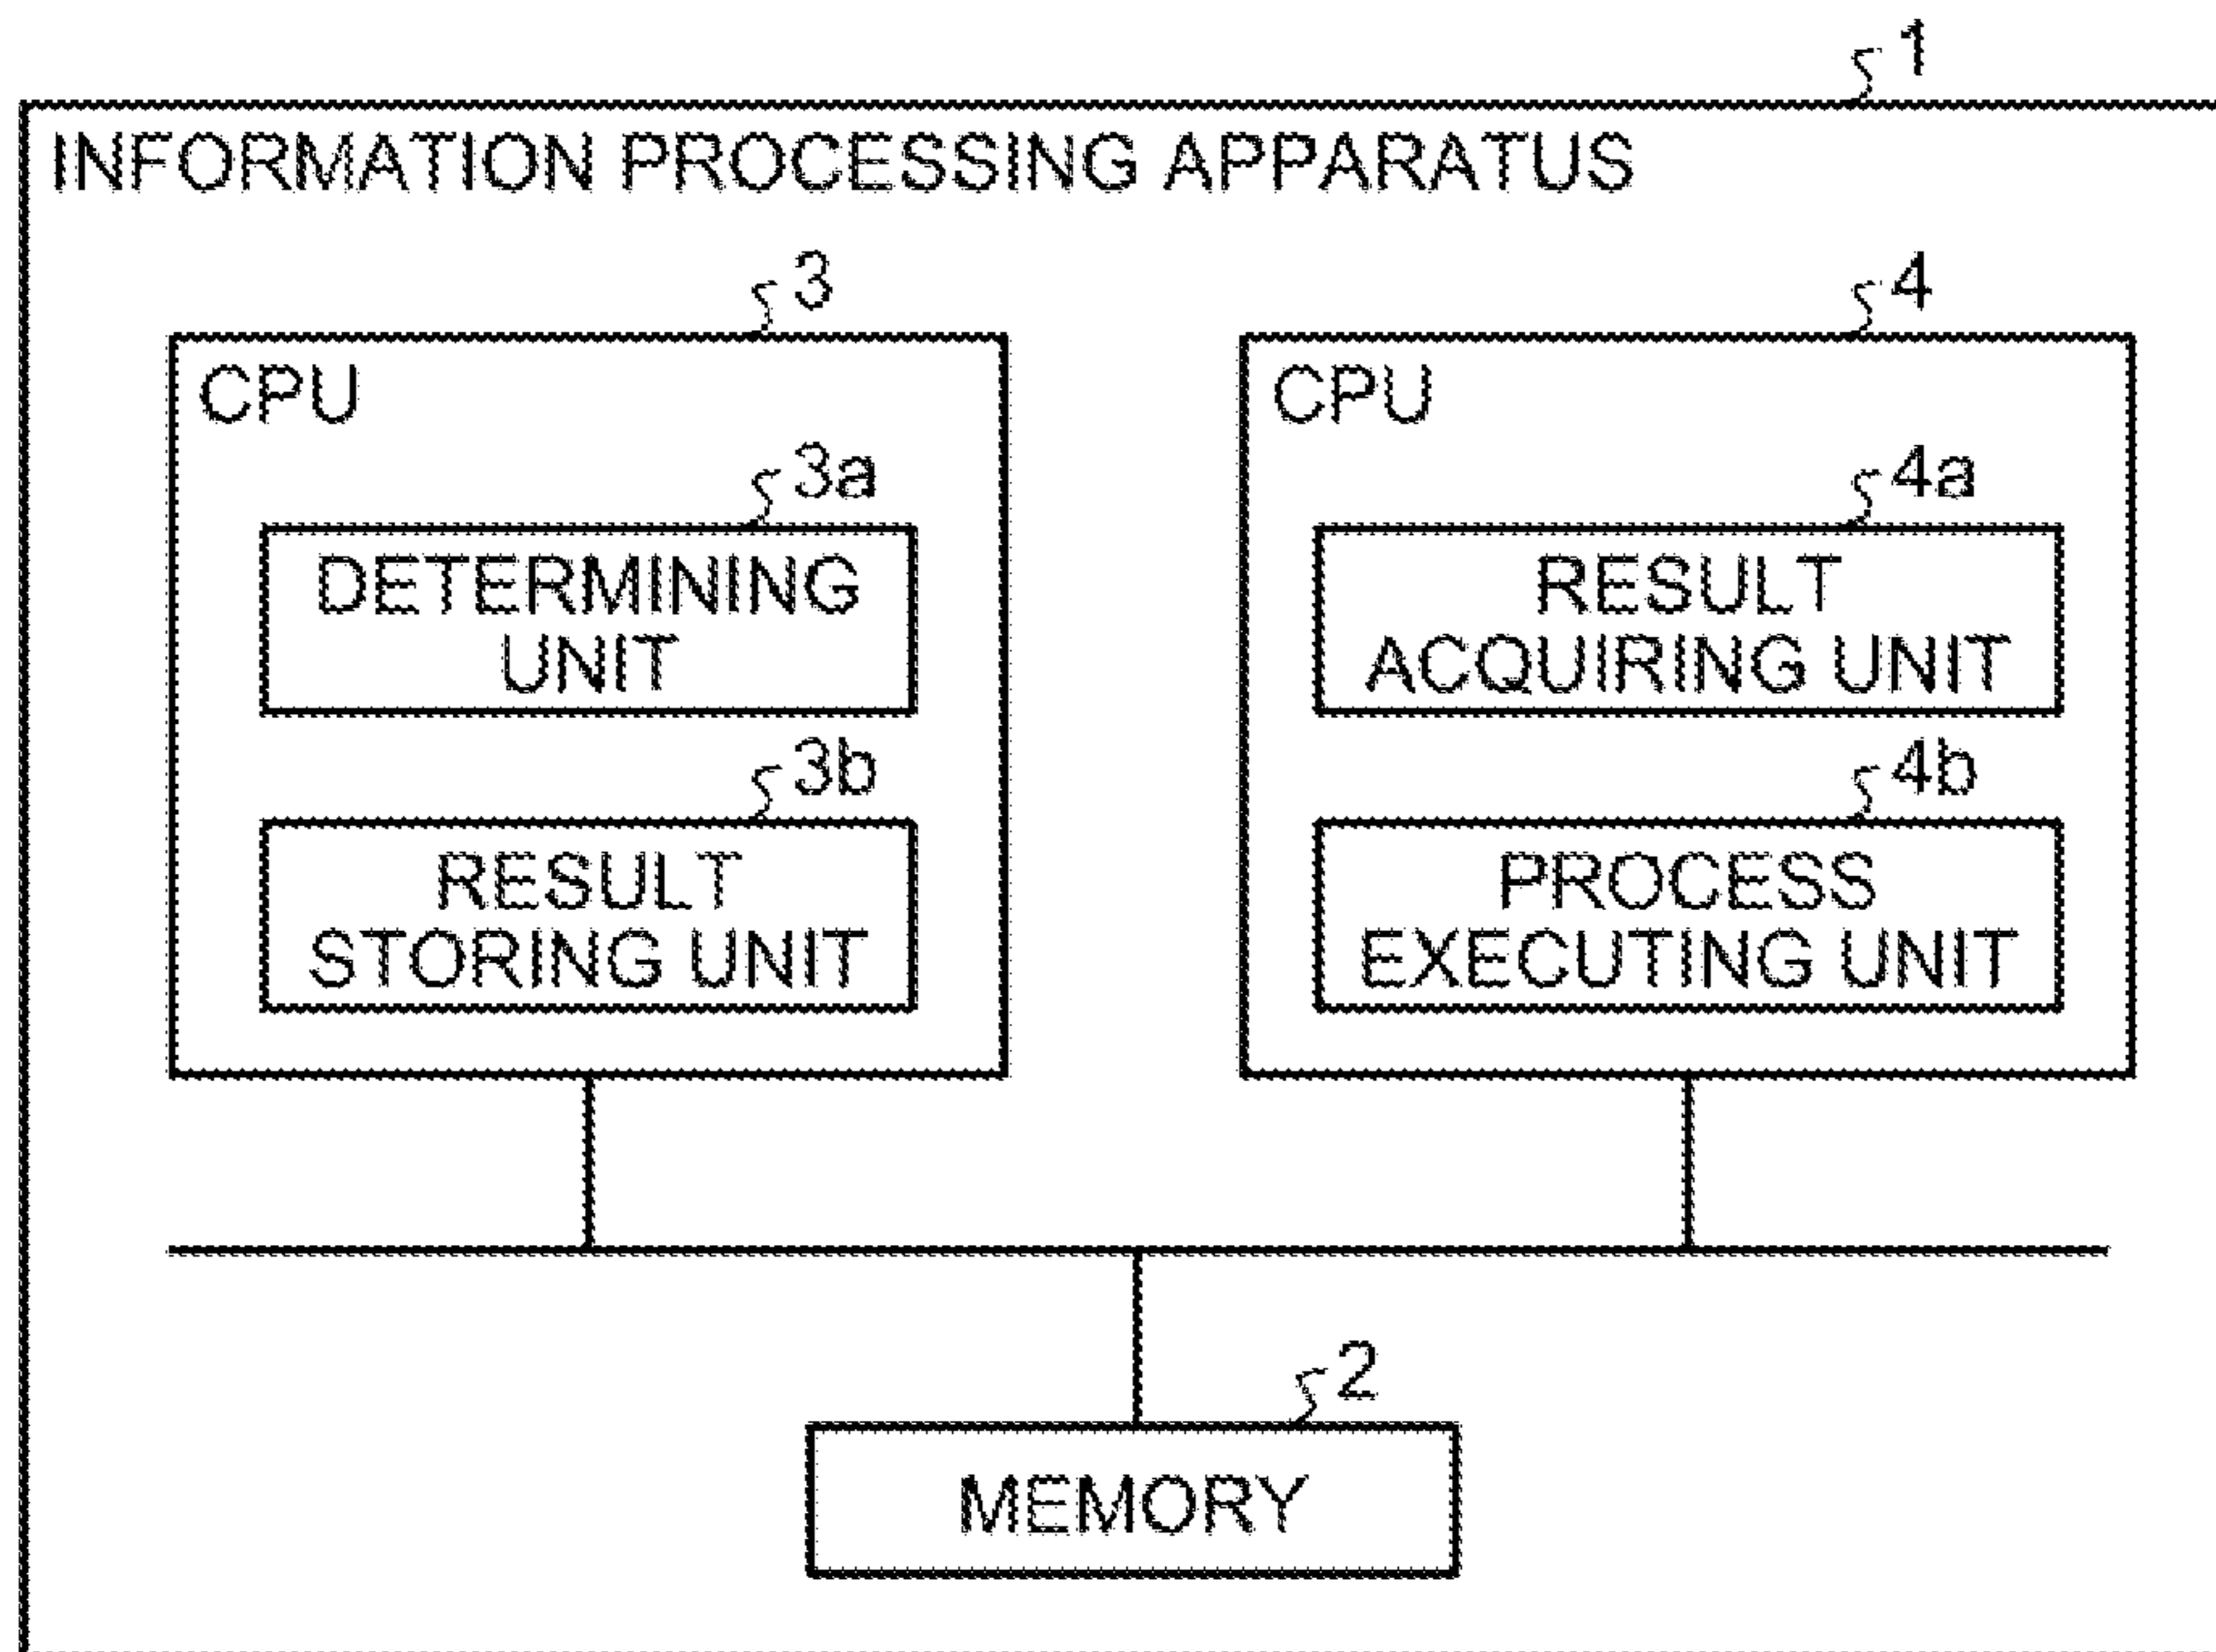 1
INFORMATION PROCESSING APPARATUS
3
CPU
3a
DETERMINING
UNIT
3b
RESULT
STORING UNIT
4
CPU
4a
RESULT
ACQUIRING UNIT
4b
PROCESS
EXECUTING UNIT
2
MEMORY